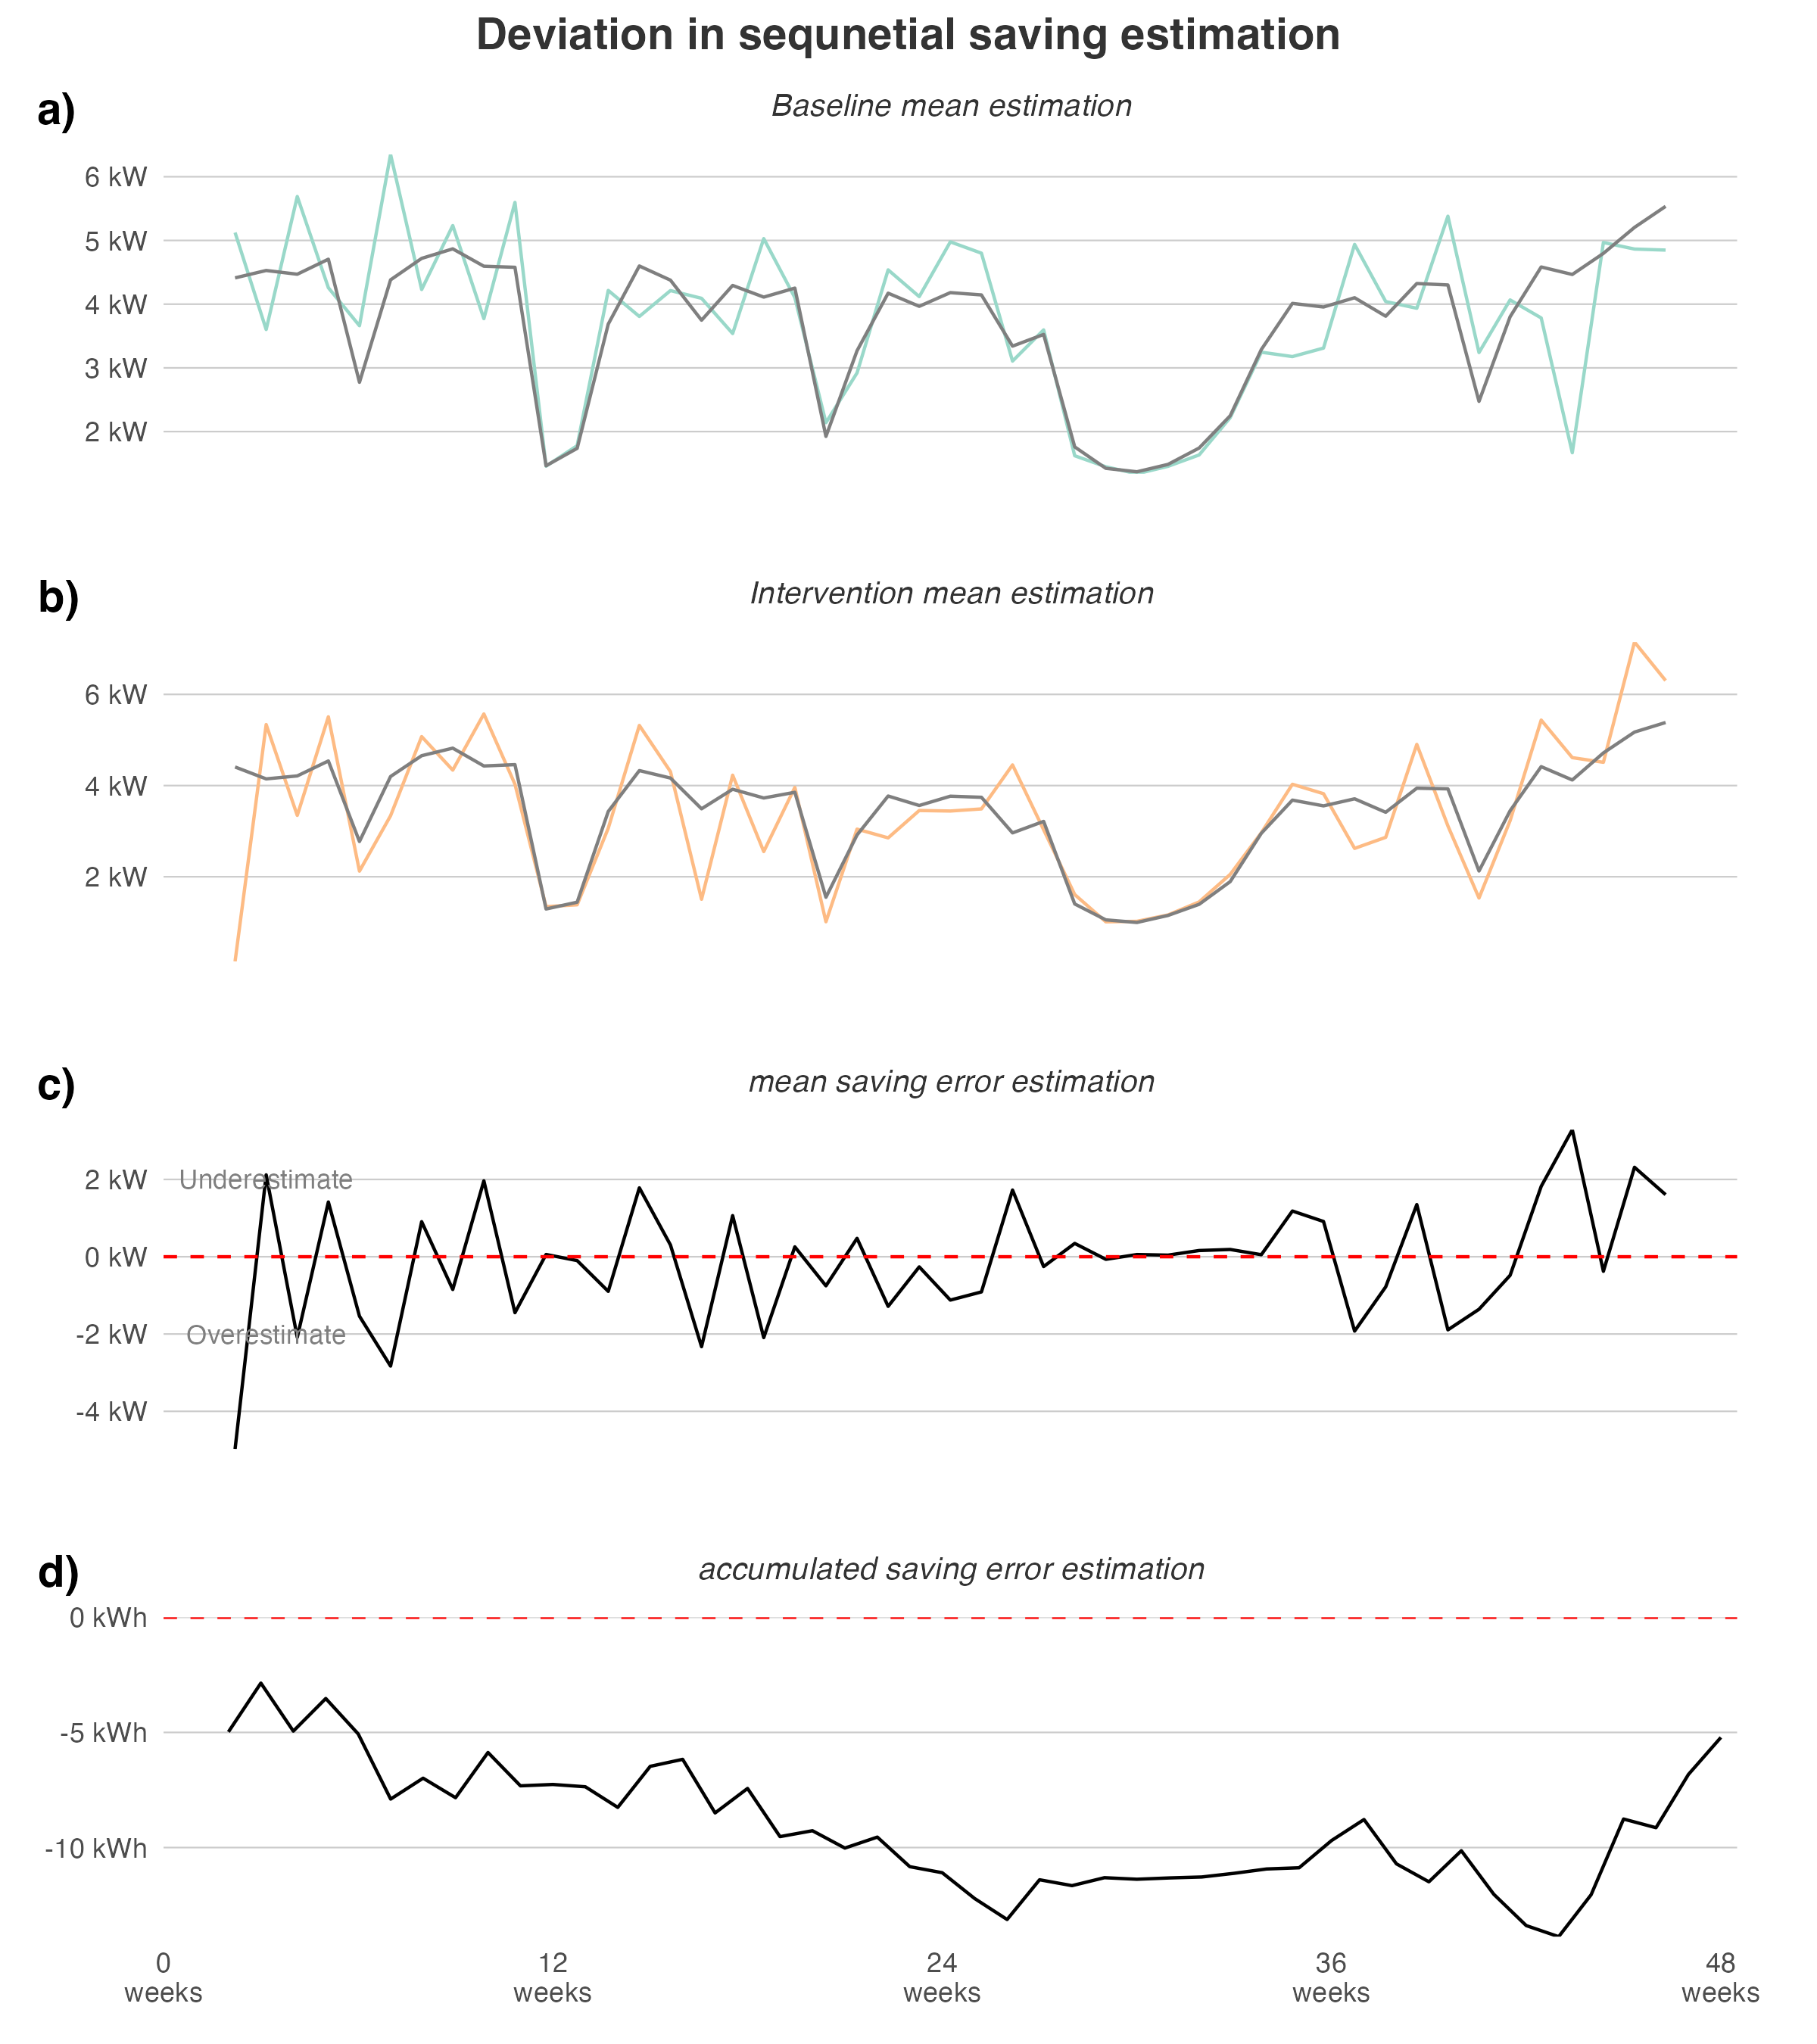 Deviation in sequnetial saving estimation
a)
Baseline mean estimation
6 kW
5 kW
4 kW
3 kW
2 kW
b)
Intervention mean estimation
6 kW
4 kW
2 kW
c)
mean saving error estimation
2 kW
Underestimate
0 kW
-2 kW
Overestimate
-4 kW
d)
accumulated saving error estimation
0 kWh
-5 kWh
-10 kWh
0
weeks
12
weeks
24
weeks
36
weeks
48
weeks